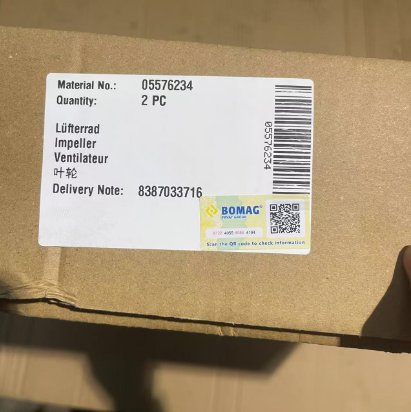 Material No.: 05576234
Quantity: 2 PC
Lüfterrad
Impeller
Ventilateur
叶轮
Delivery Note: 8387033716
05576234
BOMAG
Scan the QR code to check information